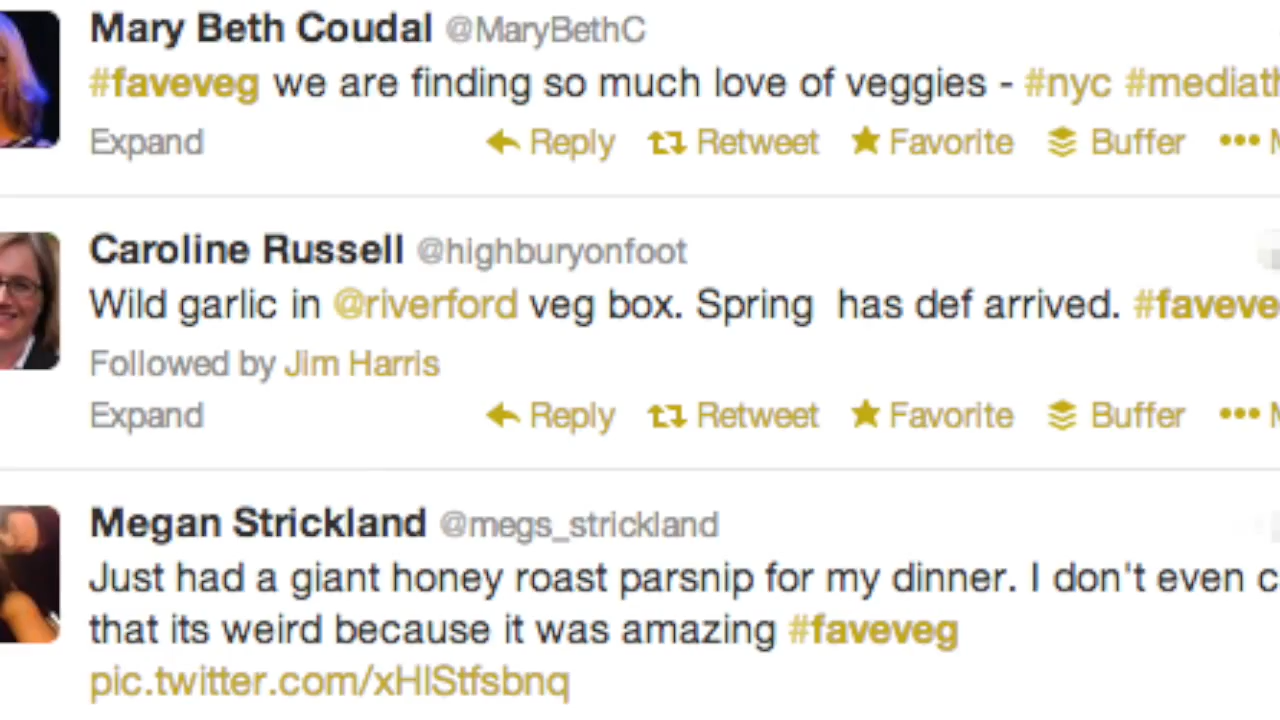 Mary Beth Coudal @MaryBethC
#faveveg we are finding so much love of veggies - #nyc
Expand Reply Retweet Favorite Buffer
Caroline Russell @highburyonfoot
Wild garlic in @riverford veg box. Spring  has def arrived. #faveve
Followed by Jim Harris
Expand Reply Retweet Favorite Buffer
Megan Strickland @megs_strickland
Just had a giant honey roast parsnip for my dinner. I don't even c
that its weird because it was amazing #faveveg
pic.twitter.com/xHlStfsbnq